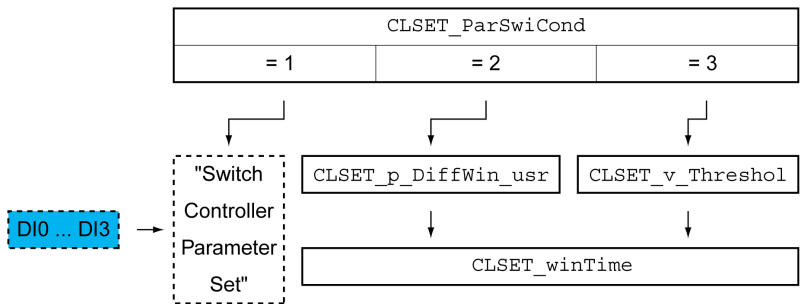 CLSET_ParSwiCond
= 1
= 2
= 3
"Switch
Controller
Parameter
Set"
CLSET_p_DiffWin_usr
CLSET_v_Threshol
DI0 ... DI3
CLSET_winTime